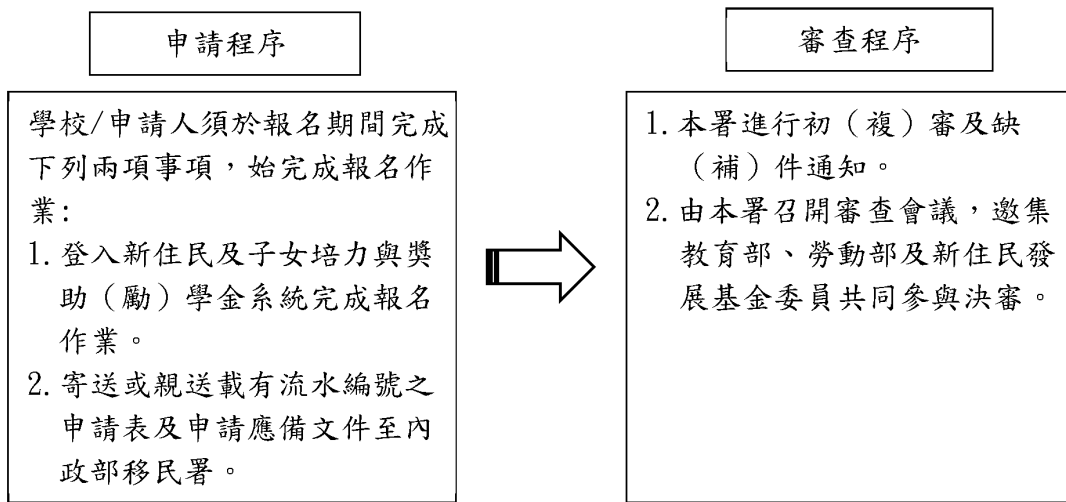 申請程序
學校/申請人須於報名期間完成
下列兩項事項，始完成報名作
業:
1. 登入新住民及子女培力與獎
助（勵）學金系統完成報名
作業。
2. 寄送或親送載有流水編號之
申請表及申請應備文件至內
政部移民署。
審查程序
1. 本署進行初（複）審及缺
（補）件通知。
2. 由本署召開審查會議，邀集
教育部、勞動部及新住民發
展基金委員共同參與決審。